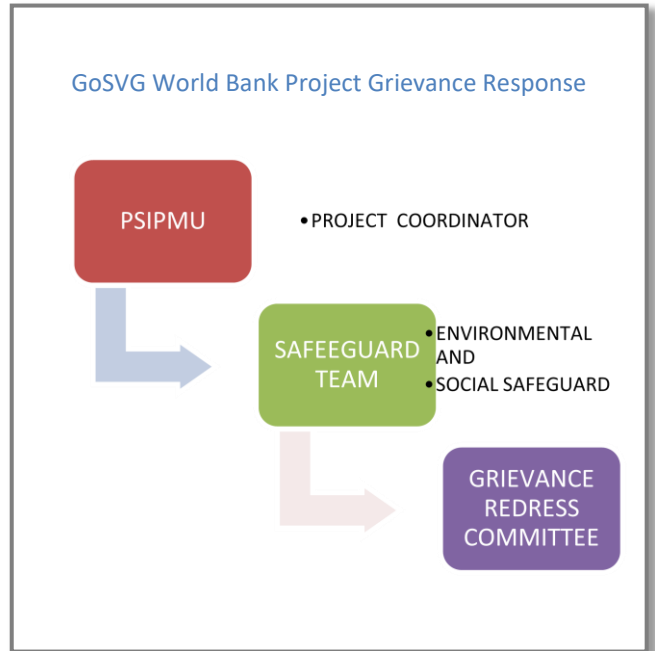 GoSVG World Bank Project Grievance Response
PSIPMU
•PROJECT COORDINATOR
SAFEEGUARD
TEAM
•ENVIRONMENTAL
AND
•SOCIAL SAFEGUARD
GRIEVANCE
REDRESS
COMMITTEE